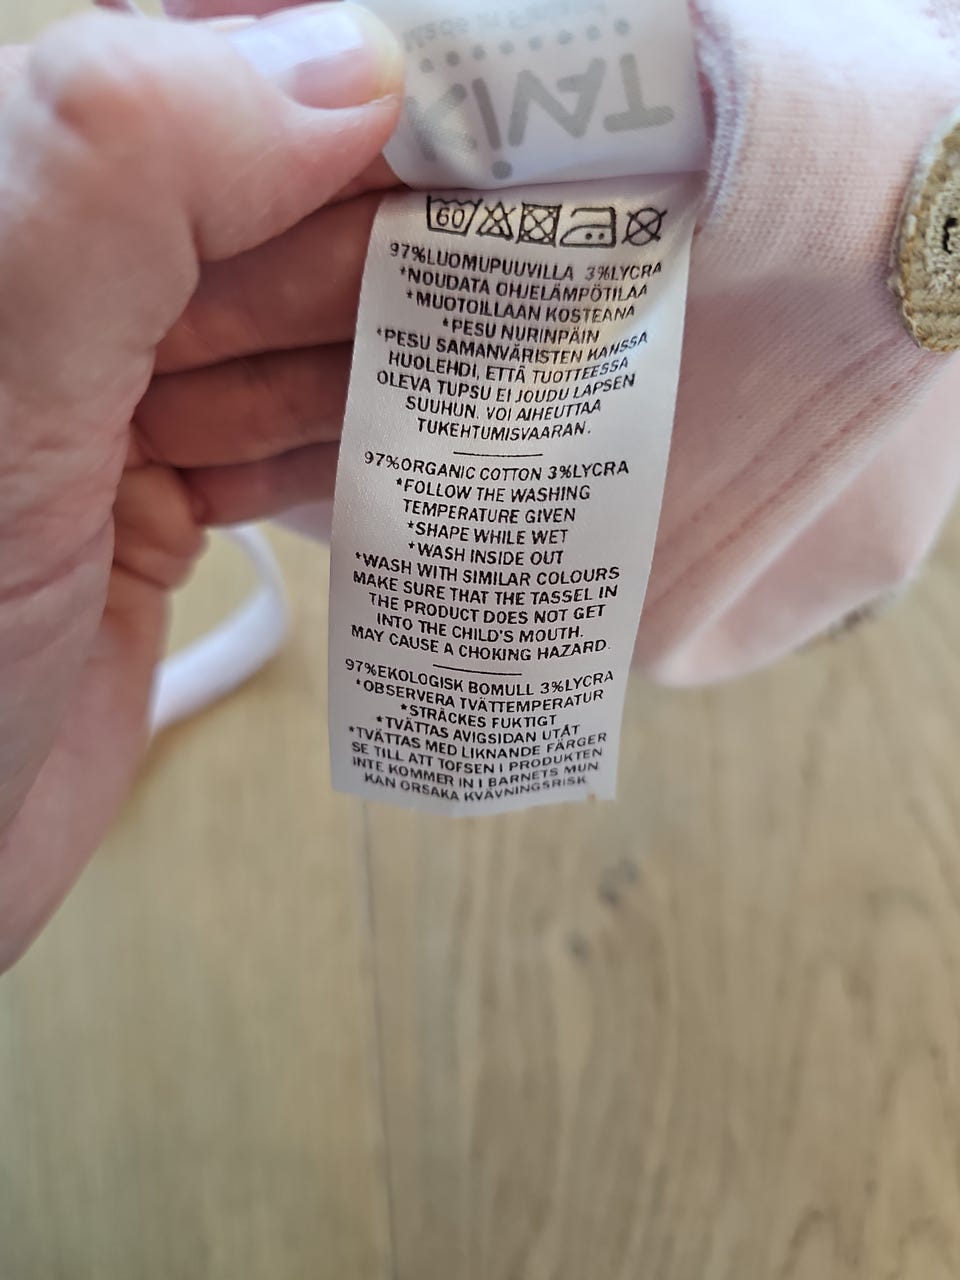 Made in Finland
TAVIK
60
97%LUOMUPUUVILLA 3%LYCRA
*NOUDATA OHJELÄMPÖTILAA
*MUOTOILLAAN KOSTEANA
*PESU NURINPÄIN
*PESU SAMANVÄRISTEN KANSSA
HUOLEHDI, ETTÄ TUOTTEESSA
OLEVA TUPSU EI JOUDU LAPSEN
SUUHUN. VOI AIHEUTTAA
TUKEHTUMISVAARAN.
97%ORGANIC COTTON 3%LYCRA
*FOLLOW THE WASHING
TEMPERATURE GIVEN
*SHAPE WHILE WET
*WASH INSIDE OUT
*WASH WITH SIMILAR COLOURS
MAKE SURE THAT THE TASSEL IN
THE PRODUCT DOES NOT GET
INTO THE CHILD'S MOUTH.
MAY CAUSE A CHOKING HAZARD.
97%EKOLOGISK BOMULL 3%LYCRA
*OBSERVERA TVÄTTEMPERATUR
*STRÄCKES FUKTIGT
*TVÄTTAS AVIGSIDAN UTÅT
*TVÄTTAS MED LIKNANDE FÄRGER
SE TILL ATT TOFSEN I PRODUKTEN
INTE KOMMER IN I BARNETS MUN.
KAN ORSAKA KVÄVNINGSRISK